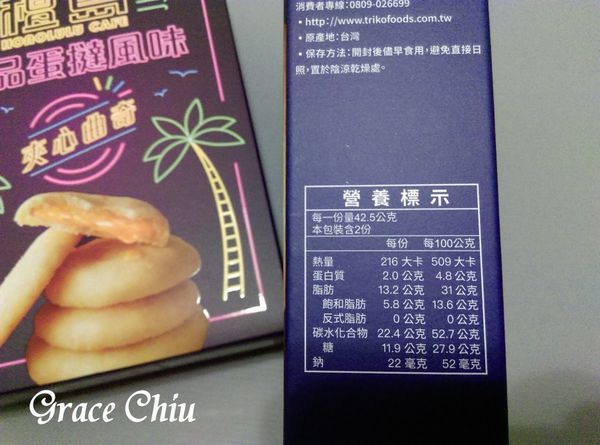 檀島
HONOLULU CAFE
品蛋撻風味
夾心曲奇
消費者專線：0809-026699
• http://www.trikofoods.com.tw
• 原產地：台灣
• 保存方法：開封後儘早食用，避免直接日
照，置於陰涼乾燥處。
營養標示
每一份量42.5公克
本包裝含2份
每份 每100公克
熱量 216 大卡 509 大卡
蛋白質 2.0 公克 4.8 公克
脂肪 13.2 公克 31 公克
飽和脂肪 5.8 公克 13.6 公克
反式脂肪 0 公克 0 公克
碳水化合物 22.4 公克 52.7 公克
糖 11.9 公克 27.9 公克
鈉 22 毫克 52 毫克
Grace Chiu